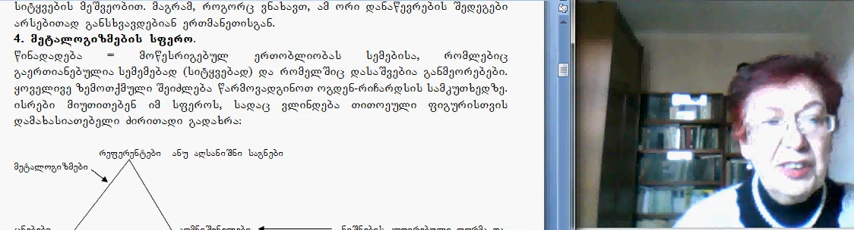 სიტყვების მეშვეობით. მაგრამ, როგორც ვნახავთ, ამ ორი დანაწევრების შედეგები
არსებითად განსხვავდებიან ერთმანეთისგან.
4. მეტალოგიზმების სფერო.
წინადადება = მოწესრიგებულ ერთობლიობას სემებისა, რომლებიც
გაერთიანებულია სემემებად (სიტყვებად) და რომელშიც დასაშვებია განმეორებები.
ყოველივე ზემოთქმული შეიძლება წარმოვადგინოთ ოგდენ-რიჩარდსის სამკუთხედზე.
ისრები მიუთითებენ იმ სფეროს, სადაც ვლინდება თითოეული ფიგურისთვის
დამახასიათებელი ძირითადი გადახრა:
რეფერენტები ანუ აღსანიშნი საგნები
მეტალოგიზმები